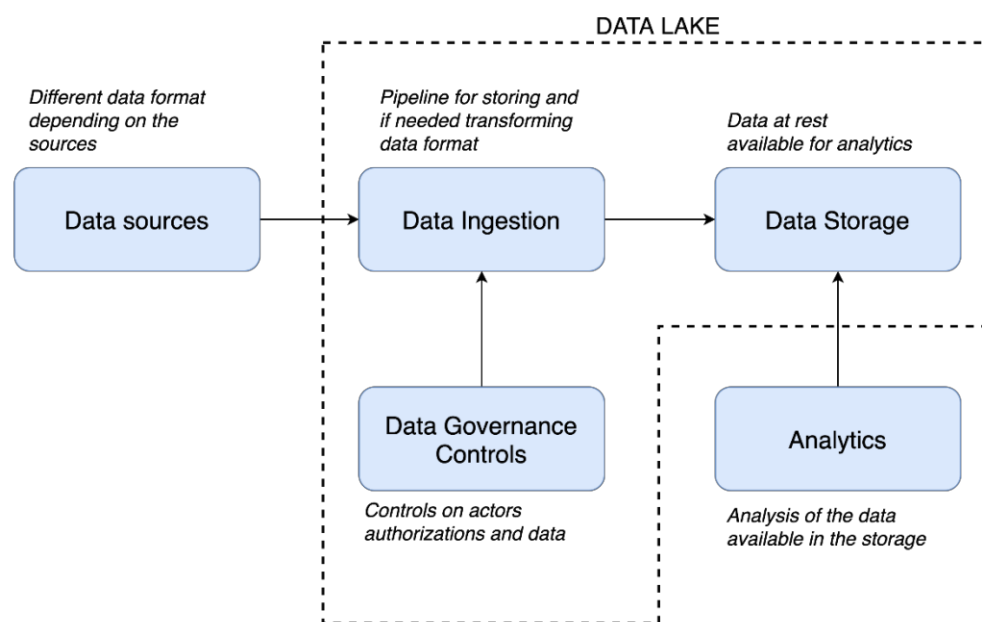 DATA LAKE
Different data format
depending on the
sources
Data sources
Pipeline for storing and
if needed transforming
data format
Data Ingestion
Data at rest
available for analytics
Data Storage
Data Governance
Controls
Controls on actors
authorizations and data
Analytics
Analysis of the data
available in the storage